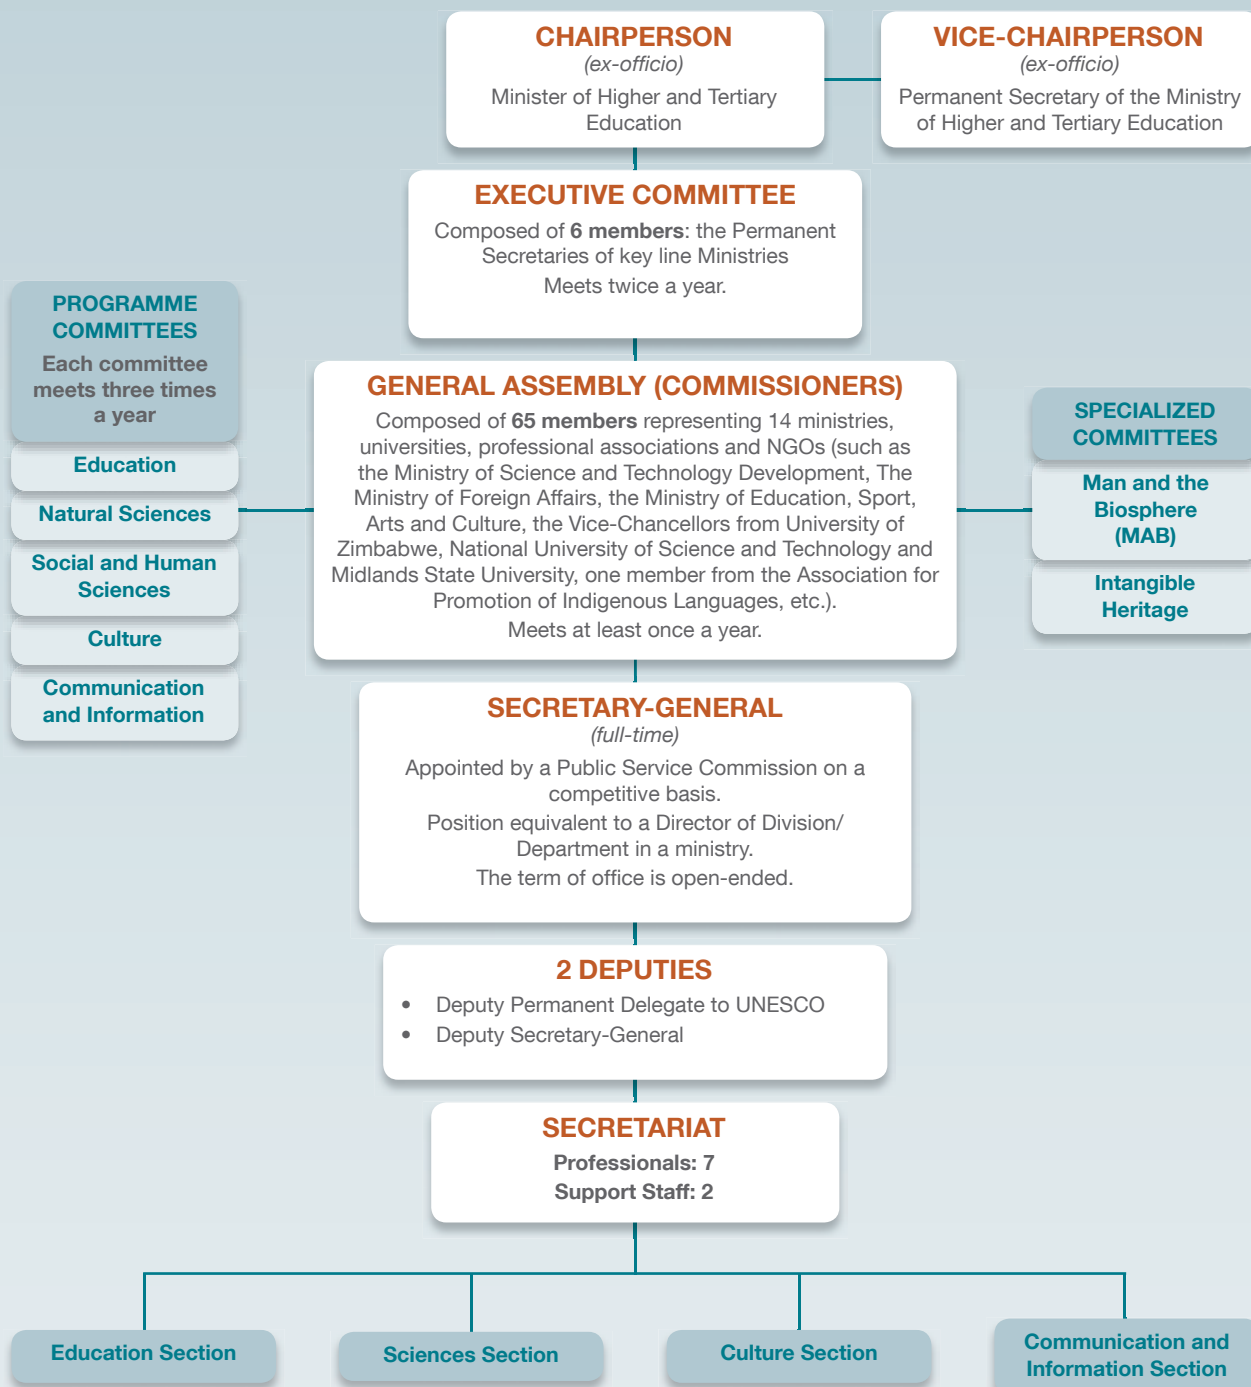 CHAIRPERSON
(ex-officio)
Minister of Higher and Tertiary
Education
VICE-CHAIRPERSON
(ex-officio)
Permanent Secretary of the Ministry
of Higher and Tertiary Education
EXECUTIVE COMMITTEE
Composed of 6 members: the Permanent
Secretaries of key line Ministries
Meets twice a year.
PROGRAMME
COMMITTEES
Each committee
meets three times
a year
Education
Natural Sciences
Social and Human
Sciences
Culture
Communication
and Information
GENERAL ASSEMBLY (COMMISSIONERS)
Composed of 65 members representing 14 ministries,
universities, professional associations and NGOs (such as
the Ministry of Science and Technology Development, The
Ministry of Foreign Affairs, the Ministry of Education, Sport,
Arts and Culture, the Vice-Chancellors from University of
Zimbabwe, National University of Science and Technology and
Midlands State University, one member from the Association for
Promotion of Indigenous Languages, etc.).
Meets at least once a year.
SPECIALIZED
COMMITTEES
Man and the
Biosphere
(MAB)
Intangible
Heritage
SECRETARY-GENERAL
(full-time)
Appointed by a Public Service Commission on a
competitive basis.
Position equivalent to a Director of Division/
Department in a ministry.
The term of office is open-ended.
2 DEPUTIES
• Deputy Permanent Delegate to UNESCO
• Deputy Secretary-General
SECRETARIAT
Professionals: 7
Support Staff: 2
Education Section
Sciences Section
Culture Section
Communication and
Information Section